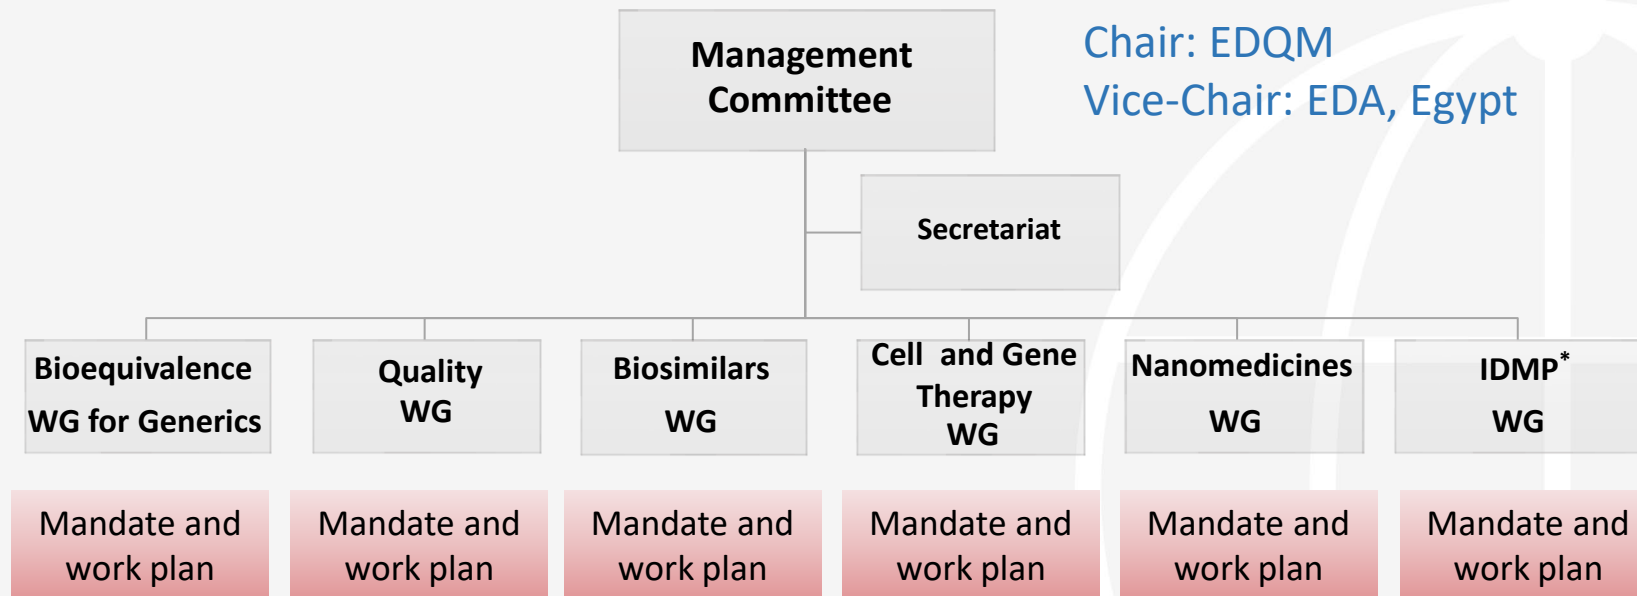 Management
Committee
Chair: EDQM
Vice-Chair: EDA, Egypt
Secretariat
Bioequivalence
WG for Generics
Quality
WG
Biosimilars
WG
Cell and Gene
Therapy
WG
Nanomedicines
WG
IDMP*
WG
Mandate and
work plan
Mandate and
work plan
Mandate and
work plan
Mandate and
work plan
Mandate and
work plan
Mandate and
work plan